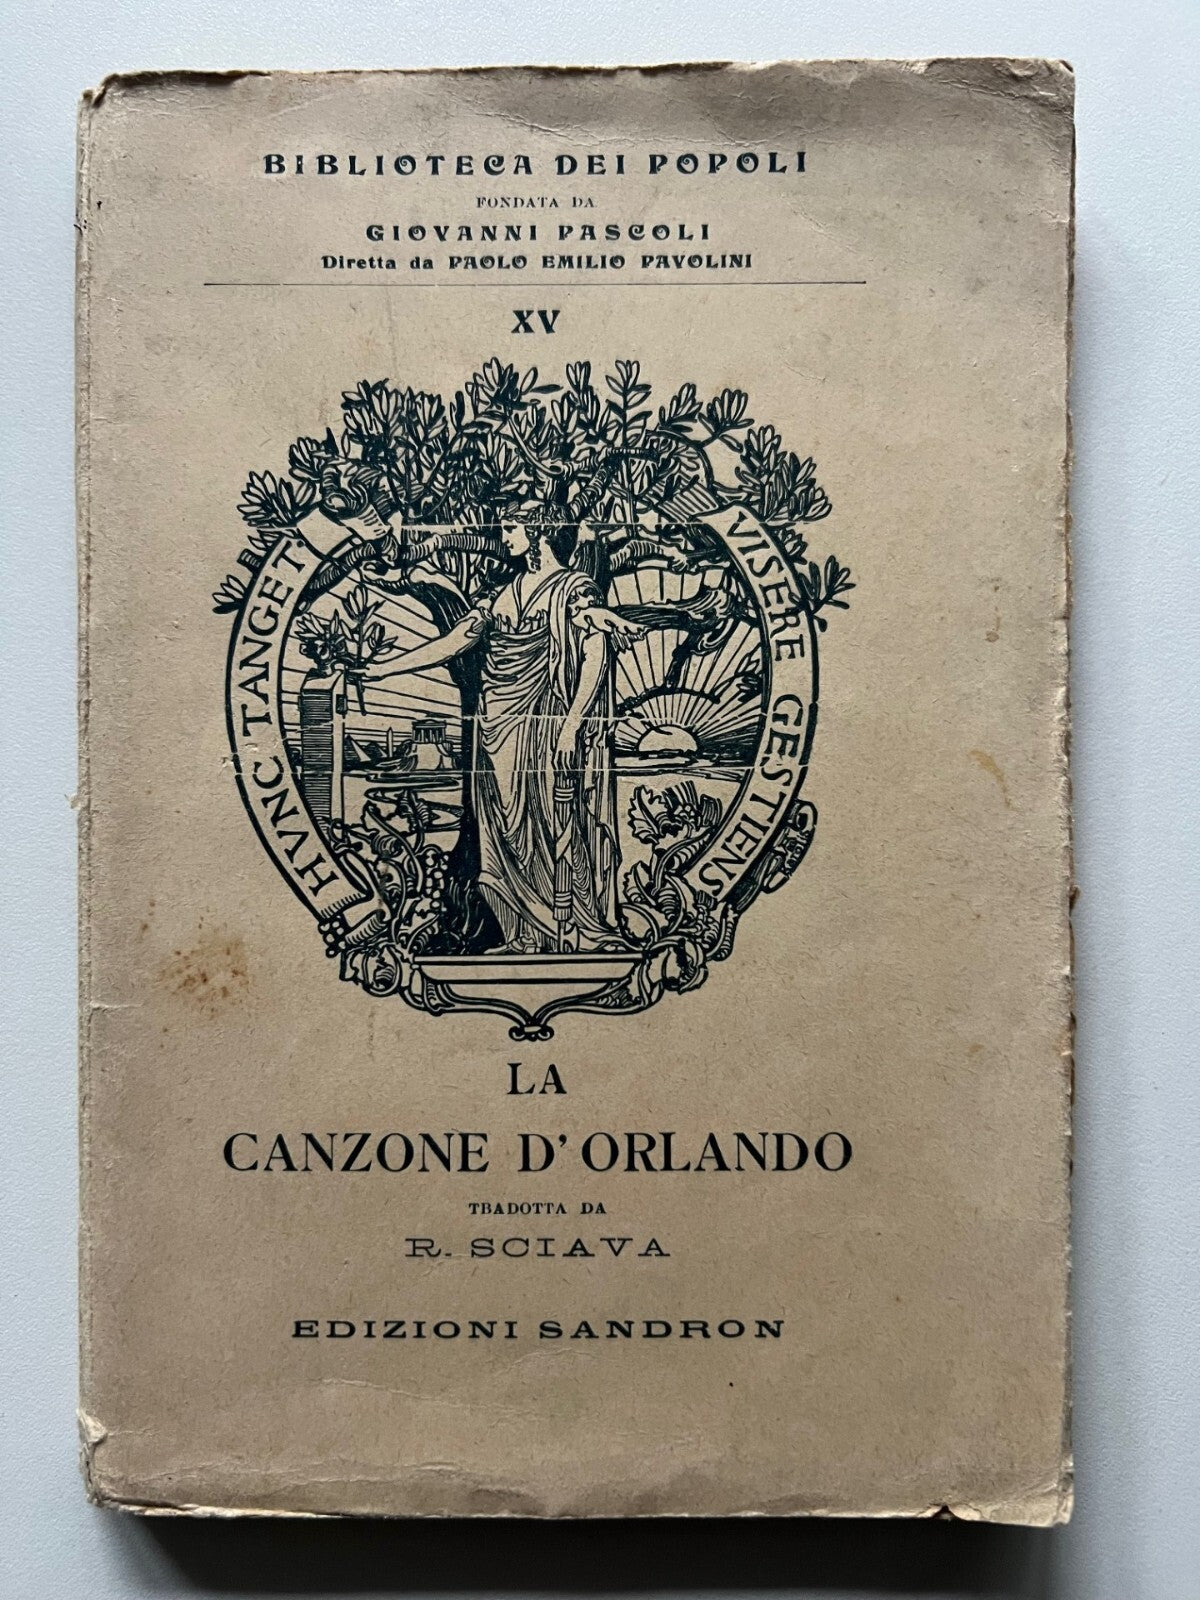 BIBLIOTECA DEI POPOLI
FONDATA DA
GIOVANNI PASCOLI
Diretta da PAOLO EMILIO PAVOLINI
XV
HVNC TANGET·
VISERE GESTIENS
LA
CANZONE D'ORLANDO
TBADOTTA DA
R. SCIAVA
EDIZIONI SANDRON